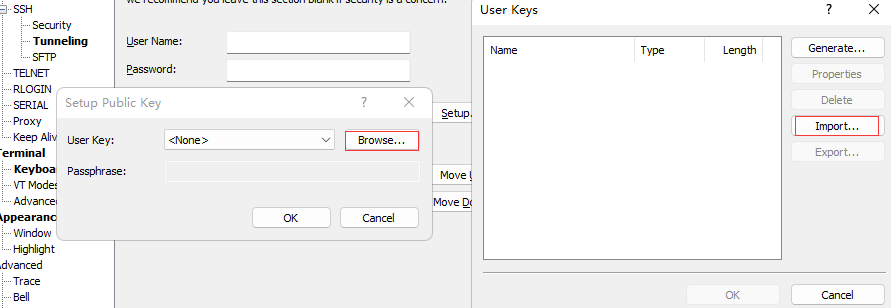 we recommend you leave this section blank if security is a concern.
SSH
Security
Tunneling
SFTP
TELNET
RLOGIN
SERIAL
Proxy
Keep Aliv
Terminal
Keyboa
VT Modes
Advance
Appearance
Window
Highlight
Advanced
Trace
Bell
User Name:
Password:
Setup.
Move U
Move Do
Setup Public Key
?
User Key:
<None>
Browse...
Passphrase:
OK
Cancel
User Keys
?
Name
Type
Length
Generate...
Properties
Delete
Import...
Export...
OK
Cancel